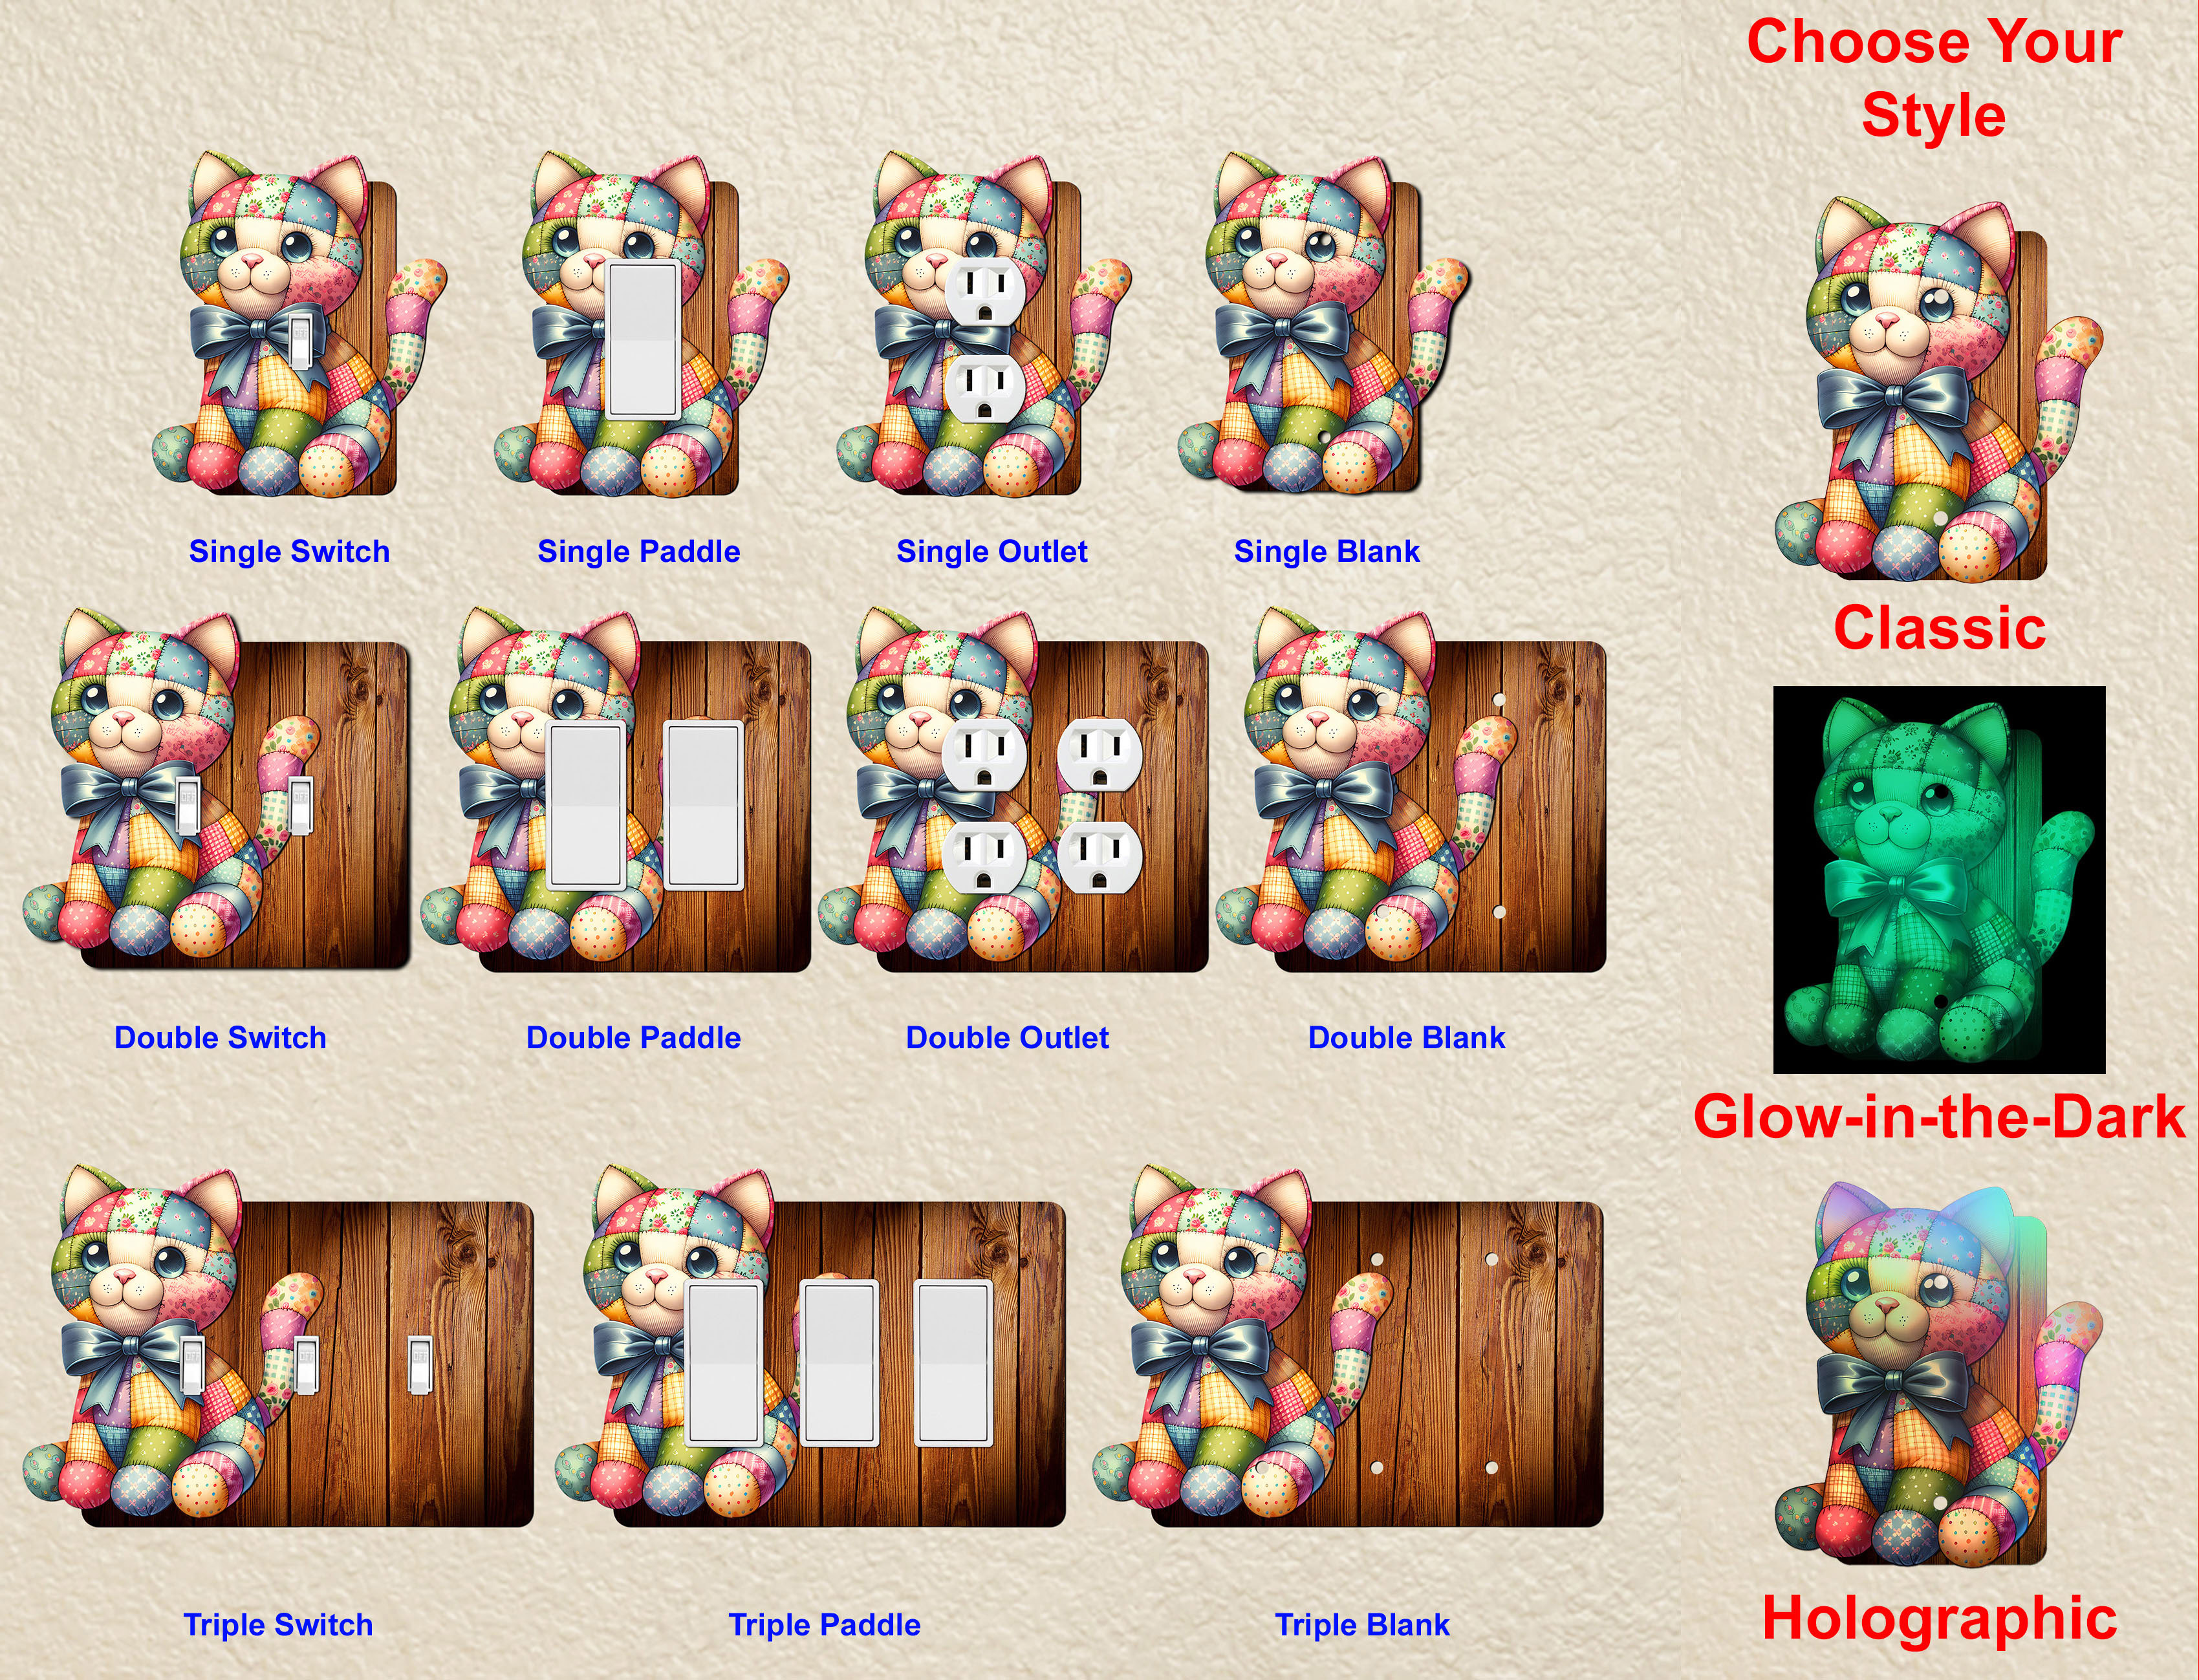 Choose Your
Style
Single Switch
Single Paddle
Single Outlet
Single Blank
Classic
Double Switch
Double Paddle
Double Outlet
Double Blank
Glow-in-the-Dark
Triple Switch
Triple Paddle
Triple Blank
Holographic